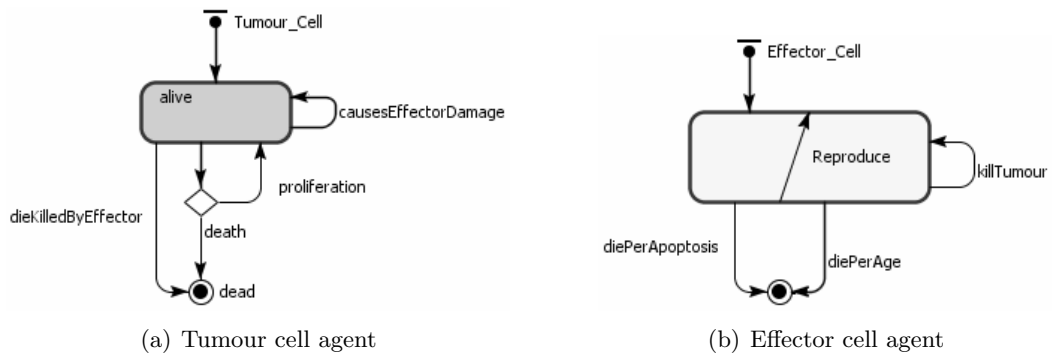 Tumour_Cell
alive
causesEffectorDamage
proliferation
dieKilledByEffector
death
dead
(a) Tumour cell agent
Effector_Cell
Reproduce
killTumour
diePerApoptosis
diePerAge
(b) Effector cell agent